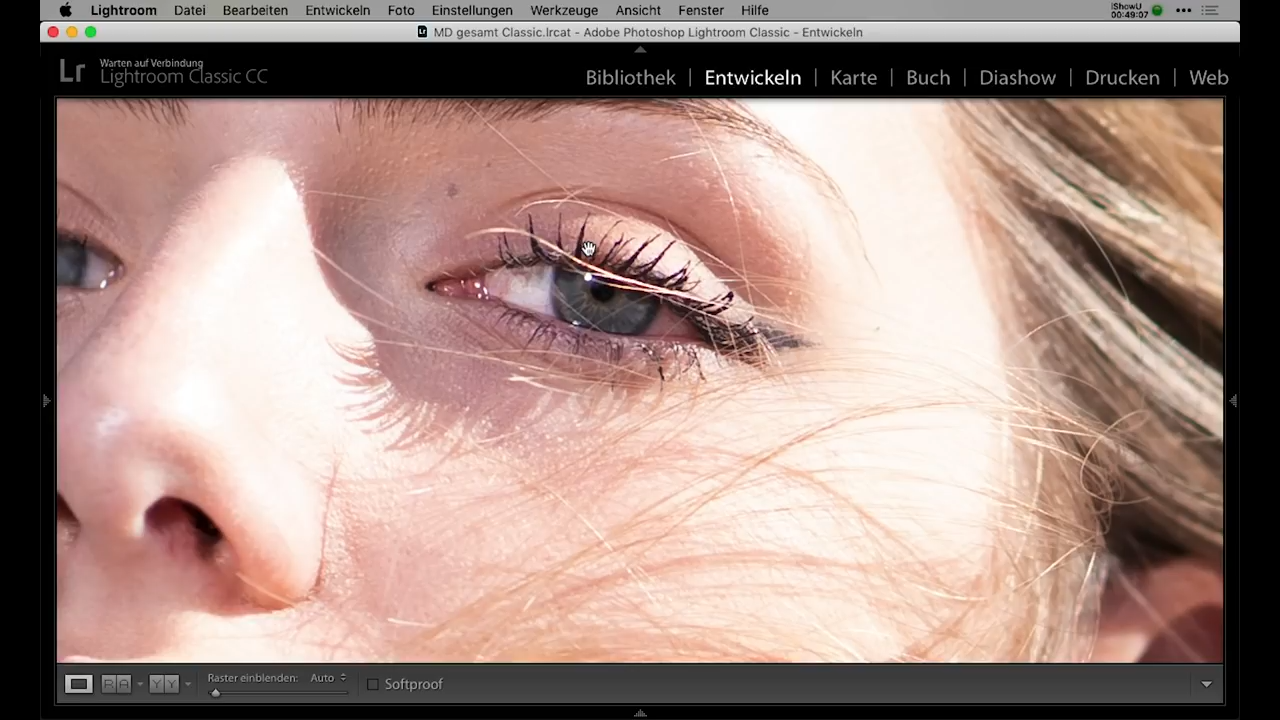 Lightroom Datei Bearbeiten Entwickeln Foto Einstellungen Werkzeuge Ansicht Fenster Hilfe
iShowU
00:49:07
Lr MD gesamt Classic.lrcat - Adobe Photoshop Lightroom Classic - Entwickeln
Lr
Warten auf Verbindung
Lightroom Classic CC
Bibliothek | Entwickeln | Karte | Buch | Diashow | Drucken | Web
R A Y Y Raster einblenden: Auto Softproof